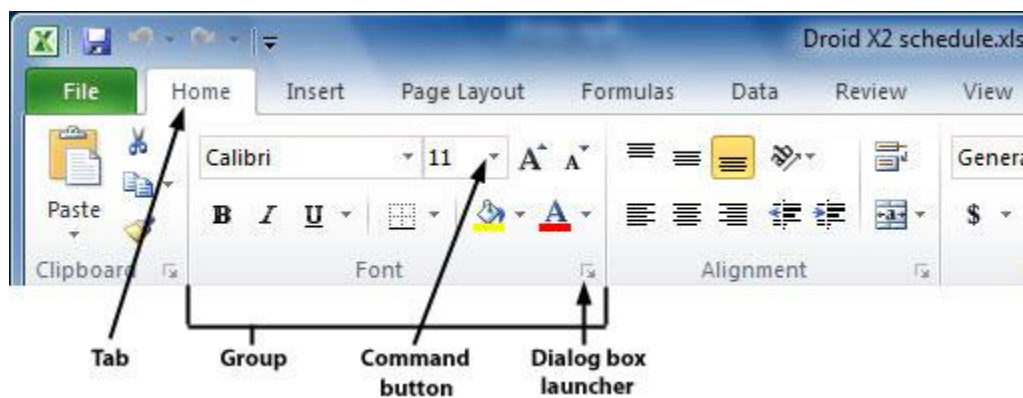 Droid X2 schedule.xls
File Home Insert Page Layout Formulas Data Review View
Calibri 11 A A Genera
Paste B I U A $
Clipboard Font Alignment
Tab Group Command button Dialog box launcher